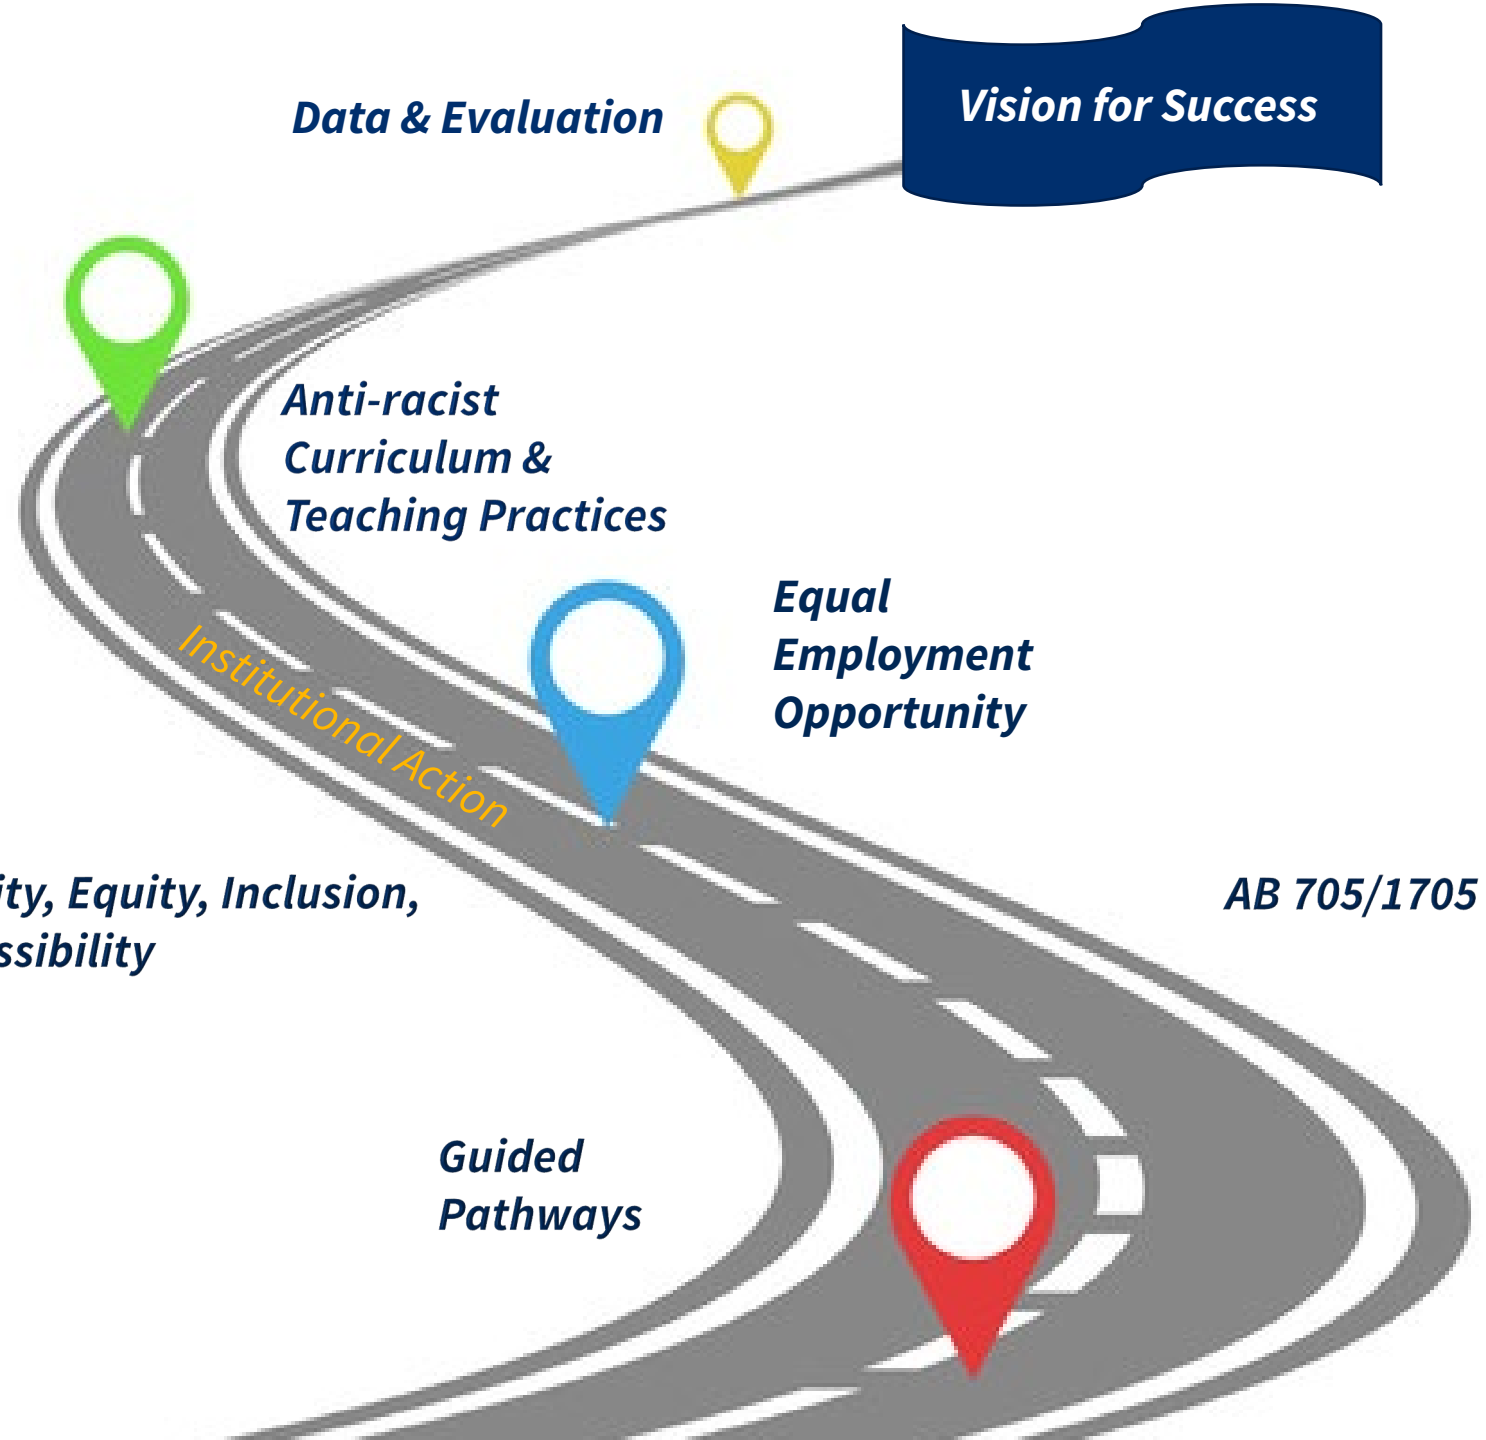 Vision for Success
Data & Evaluation
Anti-racist
Curriculum &
Teaching Practices
Equal
Employment
Opportunity
Institutional Action
ity, Equity, Inclusion,
ssibility
AB 705/1705
Guided
Pathways